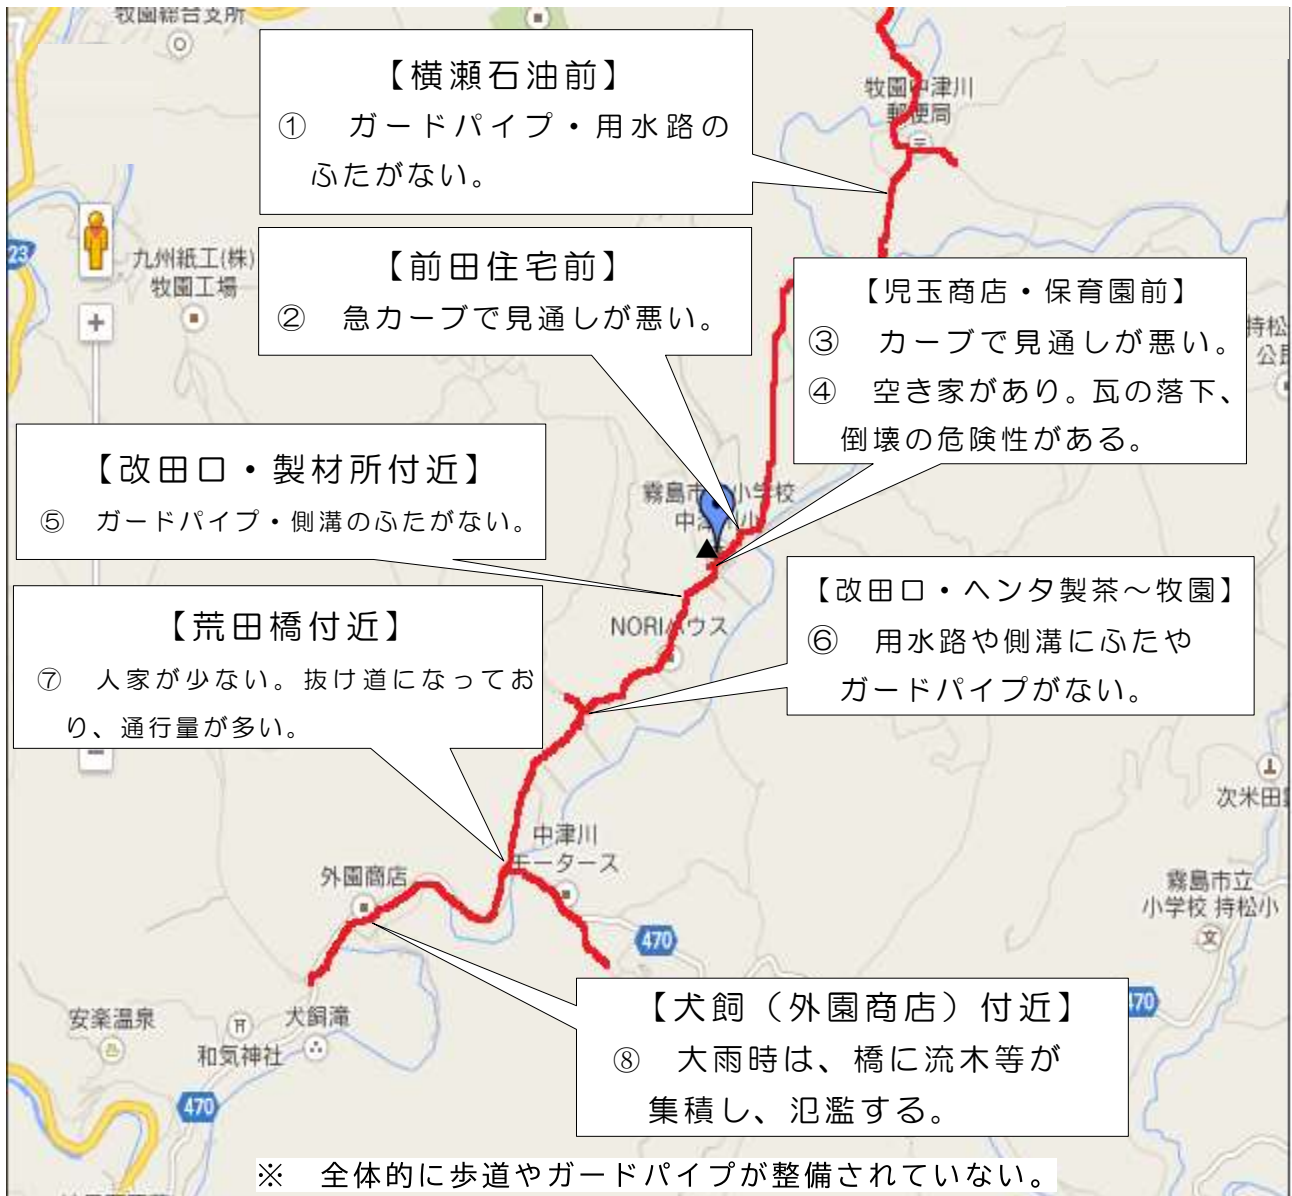 牧園総合支所
【横瀬石油前】
① ガードパイプ・用水路の
ふたがない。
牧園中津川
郵便局
【前田住宅前】
② 急カーブで見通しが悪い。
九州紙工(株)
牧園工場
23
【児玉商店・保育園前】
③ カーブで見通しが悪い。
④ 空き家があり。瓦の落下、
倒壊の危険性がある。
持松
【改田口・製材所付近】
⑤ ガードパイプ・側溝のふたがない。
霧島市 小学校
中津川小
【改田口・ヘンタ製茶～牧園】
⑥ 用水路や側溝にふたや
ガードパイプがない。
NORIハウス
【荒田橋付近】
⑦ 人家が少ない。抜け道になってお
り、通行量が多い。
次米田
中津川
モータース
外園商店
霧島市立
小学校 持松小
文
470
【犬飼（外園商店）付近】
⑧ 大雨時は、橋に流木等が
集積し、氾濫する。
470
安楽温泉
犬飼滝
和気神社
470
※ 全体的に歩道やガードパイプが整備されていない。